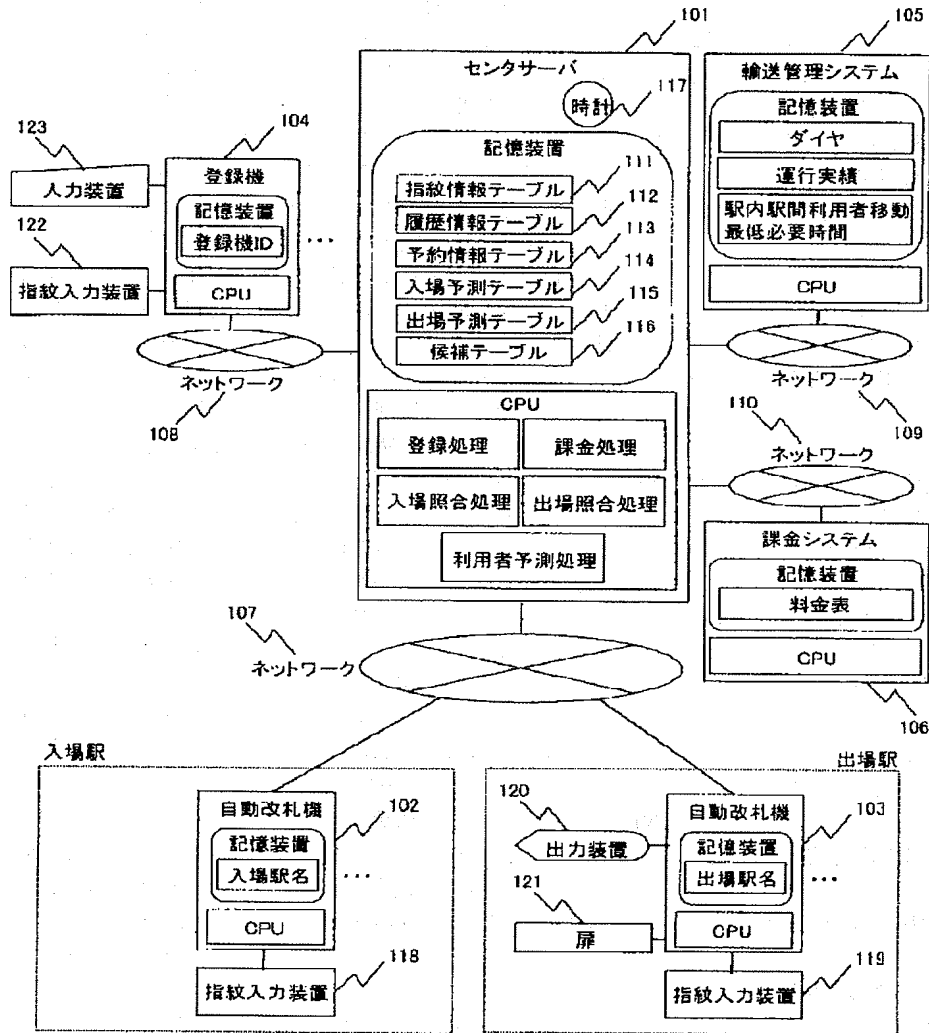 101
センタサーバ
時計
117
記憶装置
指紋情報テーブル
111
履歴情報テーブル
112
予約情報テーブル
113
入場予測テーブル
114
出場予測テーブル
115
候補テーブル
116
CPU
登録処理
課金処理
入場照合処理
出場照合処理
利用者予測処理
105
輸送管理システム
記憶装置
ダイヤ
運行実績
駅内駅間利用者移動
最低必要時間
CPU
ネットワーク
109
110
ネットワーク
課金システム
記憶装置
料金表
CPU
106
123
入力装置
122
指紋入力装置
104
登録機
記憶装置
登録機ID
...
CPU
ネットワーク
108
107
ネットワーク
入場駅
自動改札機
102
記憶装置
入場駅名
...
CPU
118
指紋入力装置
出場駅
120
出力装置
121
扉
自動改札機
103
記憶装置
出場駅名
...
CPU
119
指紋入力装置